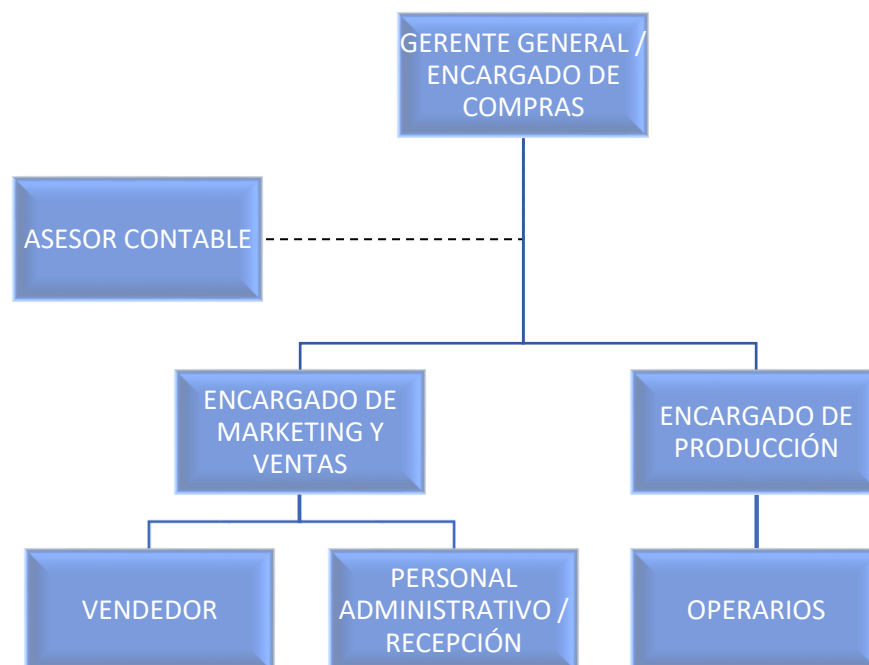 GERENTE GENERAL /
ENCARGADO DE
COMPRAS
ASESOR CONTABLE
ENCARGADO DE
MARKETING Y
VENTAS
ENCARGADO DE
PRODUCCIÓN
VENDEDOR
PERSONAL
ADMINISTRATIVO /
RECEPCIÓN
OPERARIOS